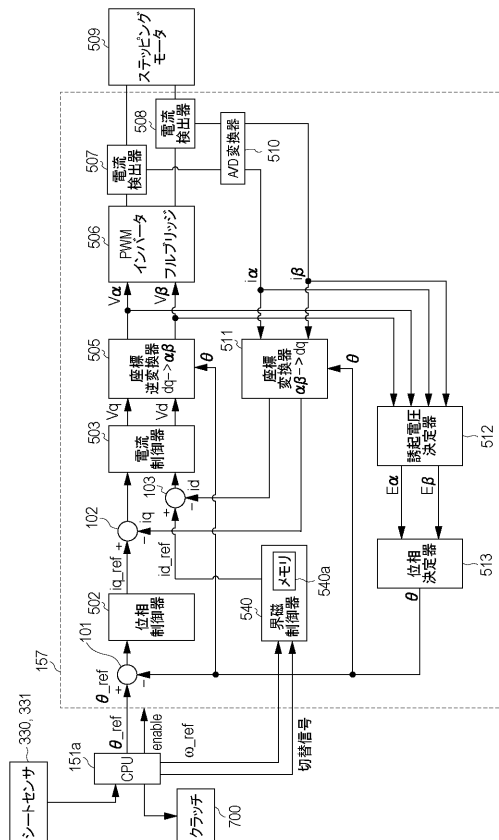 157
シートセンサ
330, 331
151a
CPU
θ_ref
enable
ω_ref
切替信号
クラッチ
700
θ_ref
+
−
101
位相
制御器
502
iq_ref
+
−
102
iq
id_ref
+
−
103
id
電流
制御器
503
Vq
Vd
座標
逆変換器
dq->αβ
505
θ
Vα
Vβ
PWM
インバータ
フルブリッジ
506
電流
検出器
507
電流
検出器
508
ステッピング
モータ
509
A/D変換器
510
iα
iβ
座標
変換器
αβ->dq
511
θ
界磁
制御器
540
メモリ
540a
誘起電圧
決定器
512
Eα
Eβ
位相
決定器
513
θ